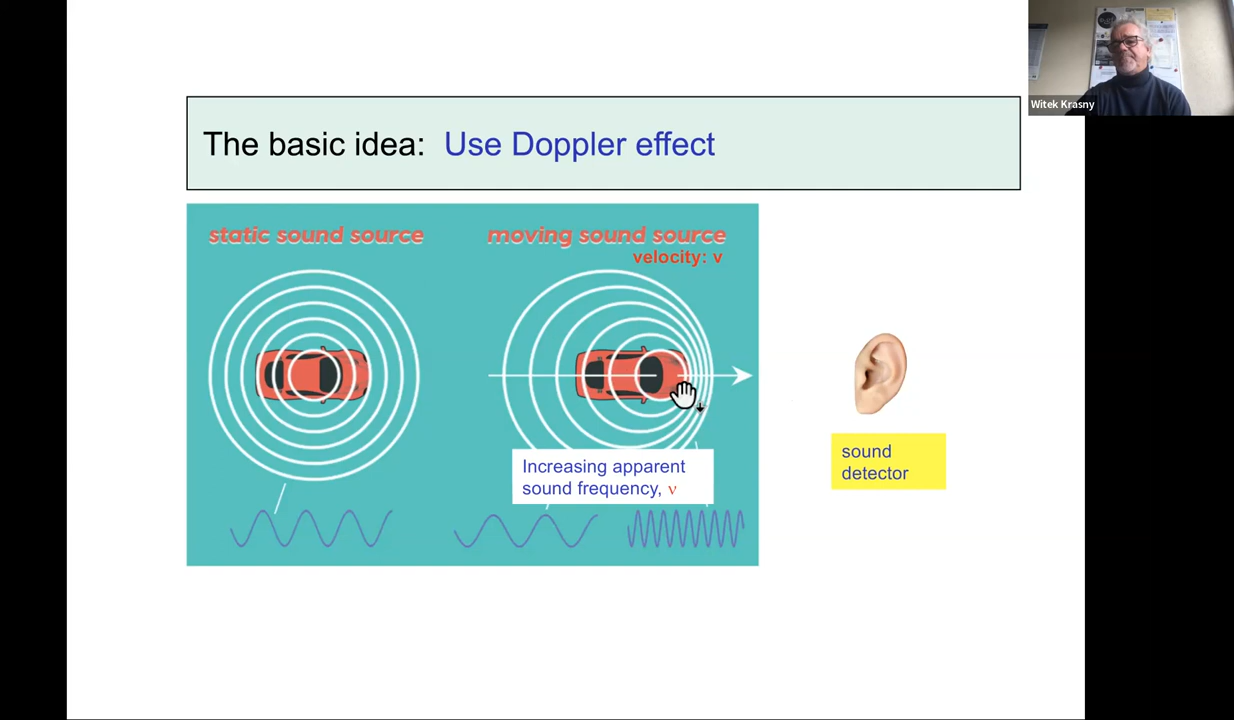 Witek Krasny
The basic idea: Use Doppler effect
static sound source
moving sound source
velocity: v
Increasing apparent
sound frequency, ν
sound
detector